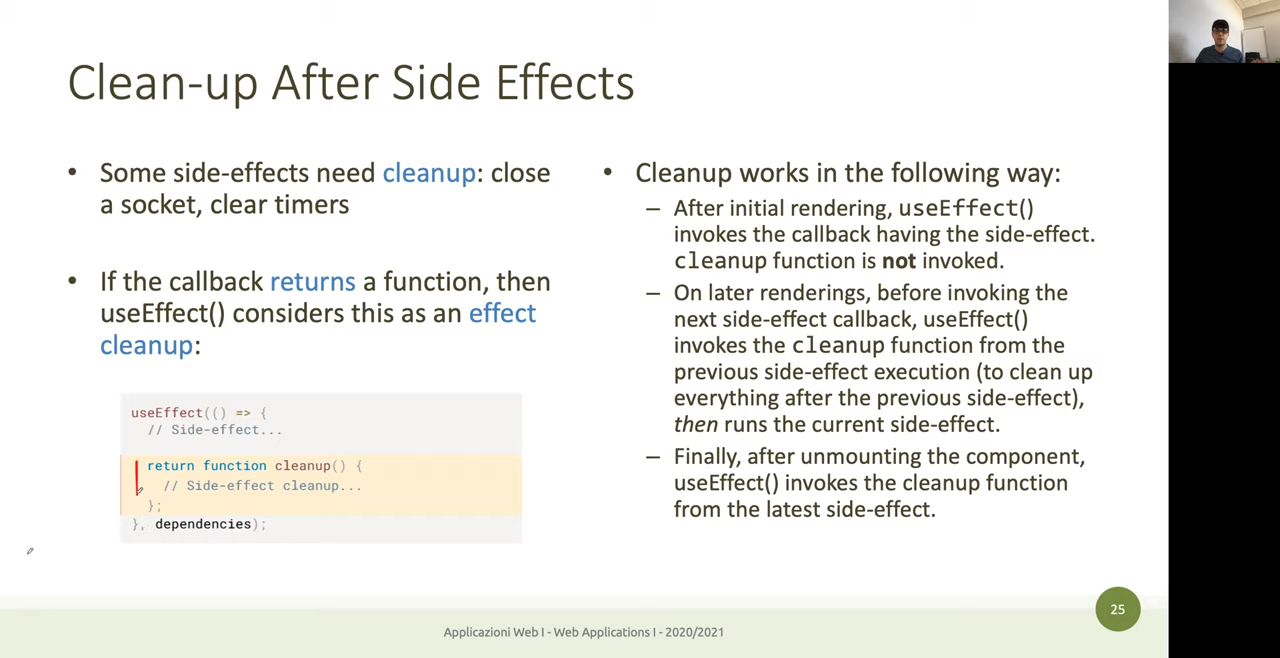 Clean-up After Side Effects
• Some side-effects need cleanup: close
a socket, clear timers
• If the callback returns a function, then
useEffect() considers this as an effect
cleanup:
useEffect(() => {
// Side-effect...
return function cleanup() {
// Side-effect cleanup...
};
}, dependencies);
• Cleanup works in the following way:
– After initial rendering, useEffect()
invokes the callback having the side-effect.
cleanup function is not invoked.
– On later renderings, before invoking the
next side-effect callback, useEffect()
invokes the cleanup function from the
previous side-effect execution (to clean up
everything after the previous side-effect),
then runs the current side-effect.
– Finally, after unmounting the component,
useEffect() invokes the cleanup function
from the latest side-effect.
25
Applicazioni Web I - Web Applications I - 2020/2021